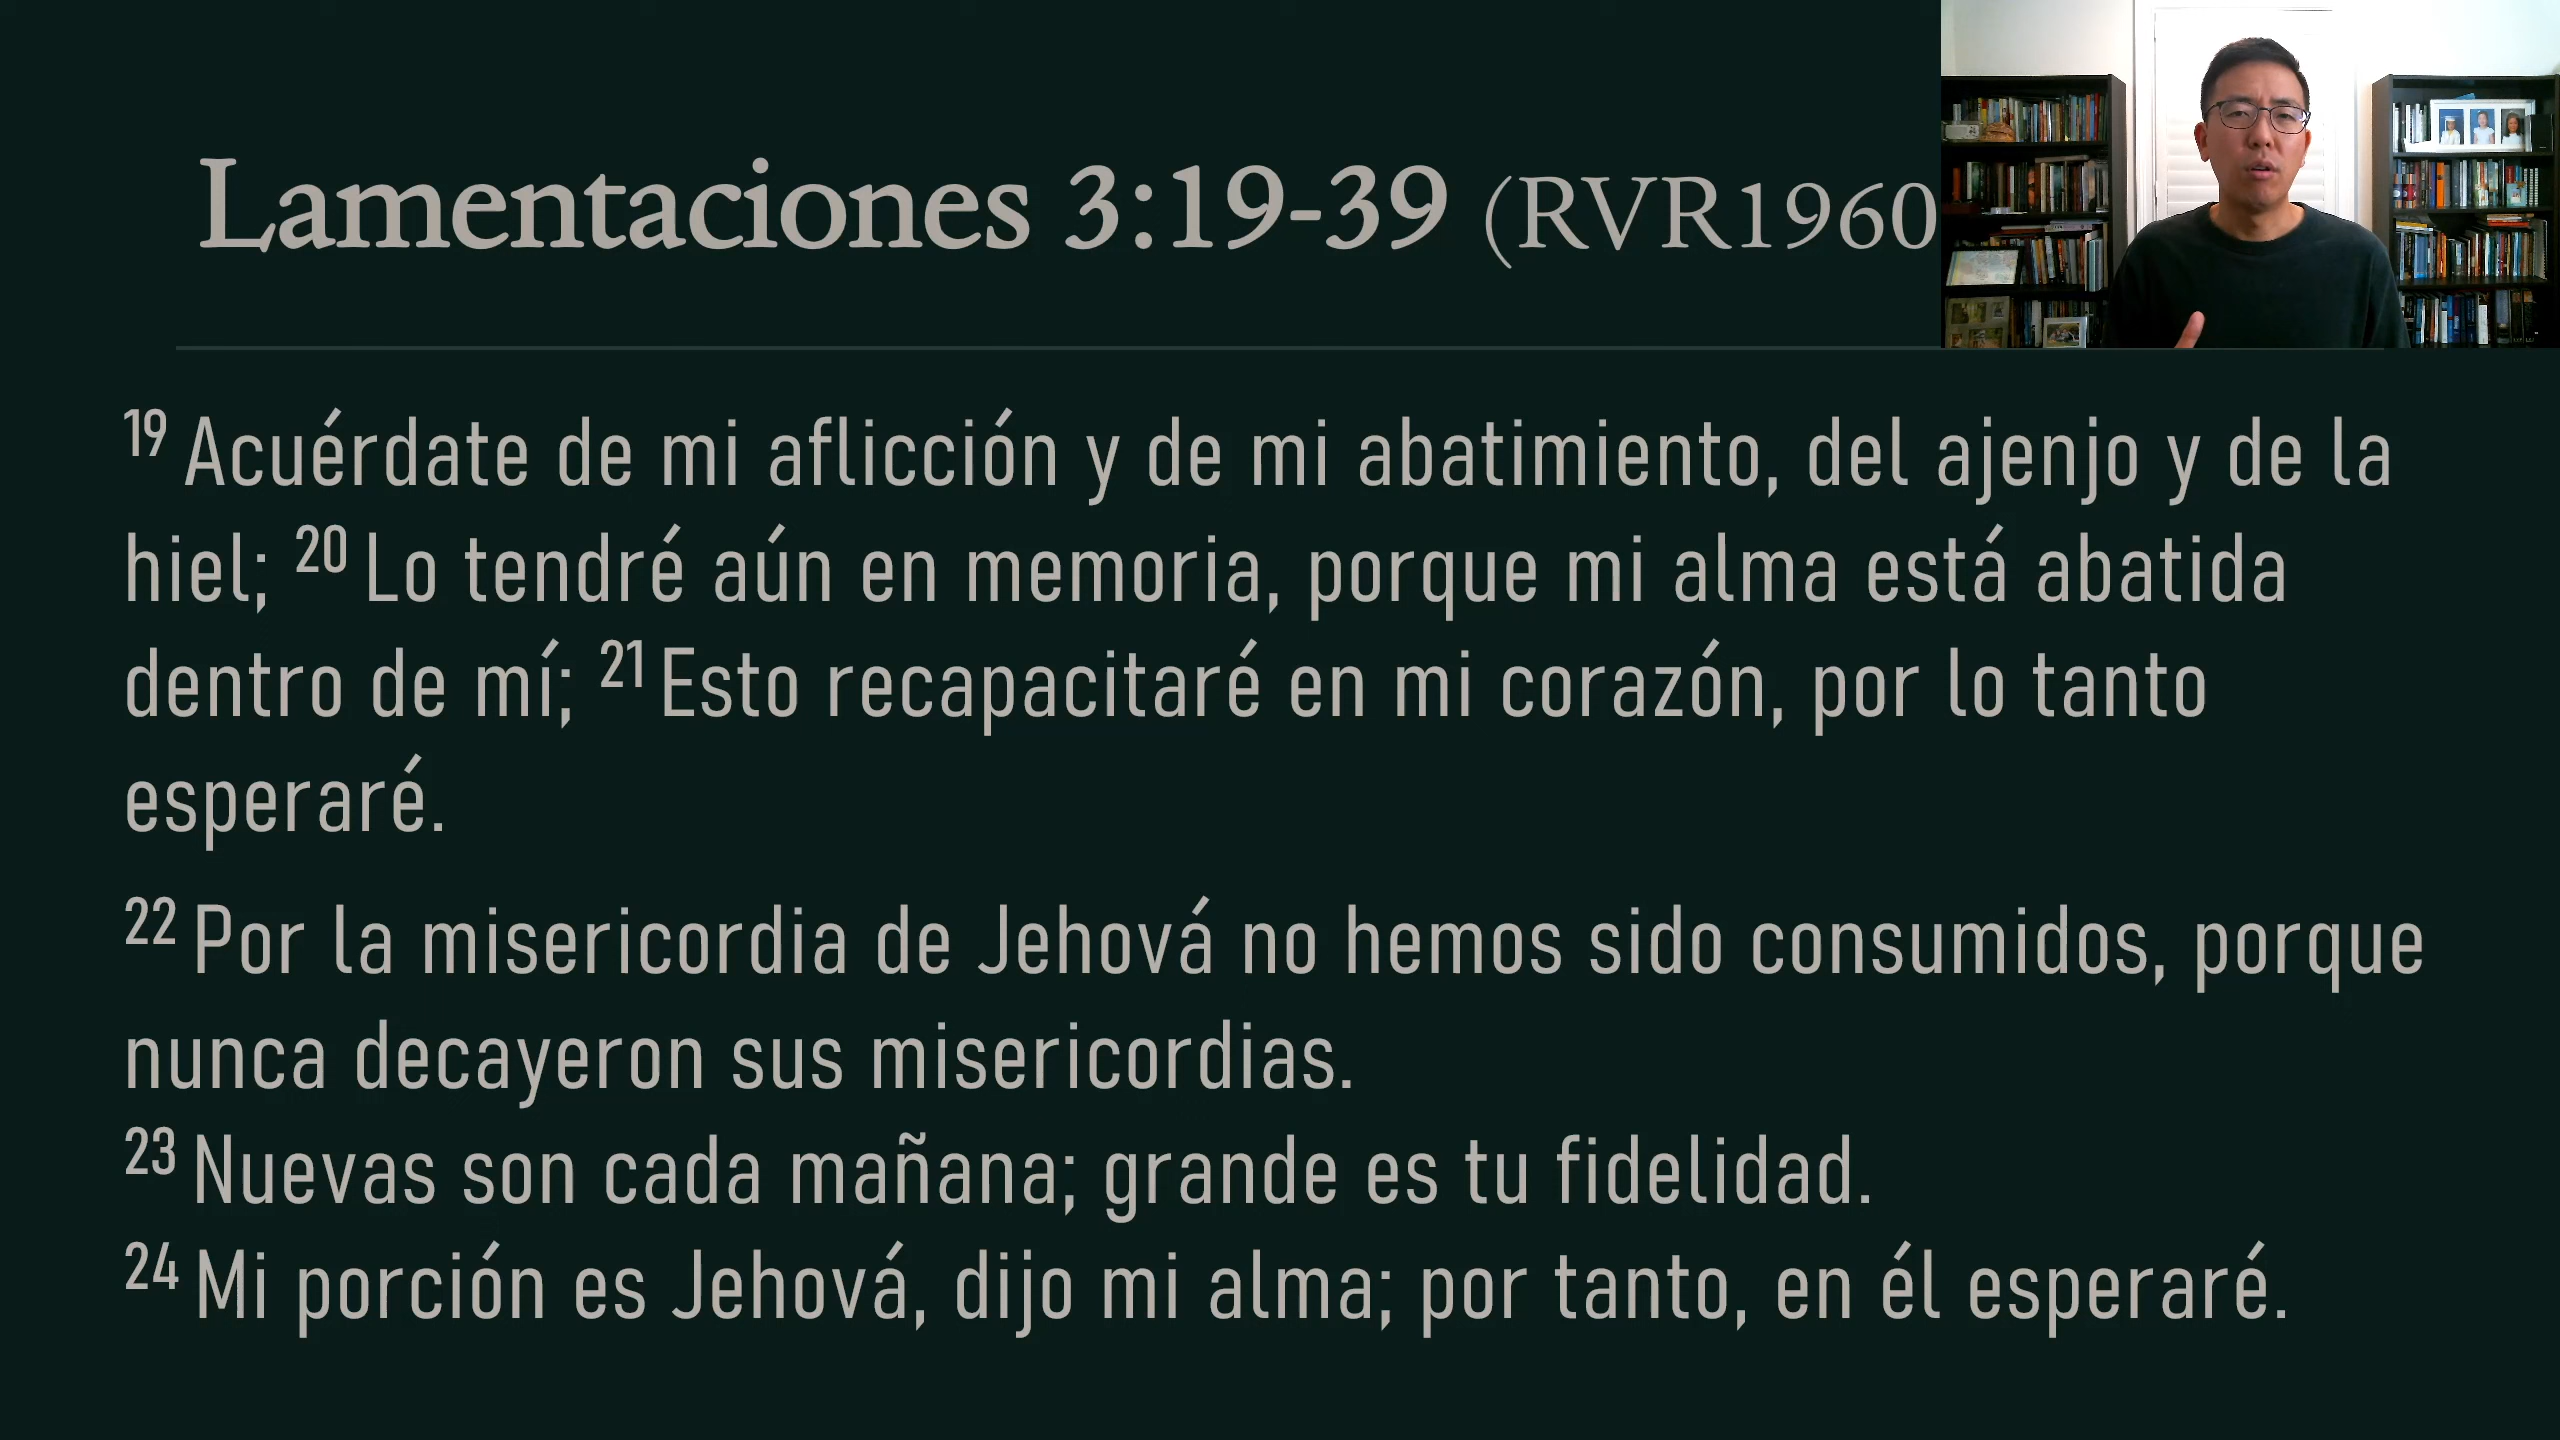 Lamentaciones 3:19-39 (RVR1960
19 Acuérdate de mi aflicción y de mi abatimiento, del ajenjo y de la
hiel; 20 Lo tendré aún en memoria, porque mi alma está abatida
dentro de mí; 21 Esto recapacitaré en mi corazón, por lo tanto
esperaré.
22 Por la misericordia de Jehová no hemos sido consumidos, porque
nunca decayeron sus misericordias.
23 Nuevas son cada mañana; grande es tu fidelidad.
24 Mi porción es Jehová, dijo mi alma; por tanto, en él esperaré.